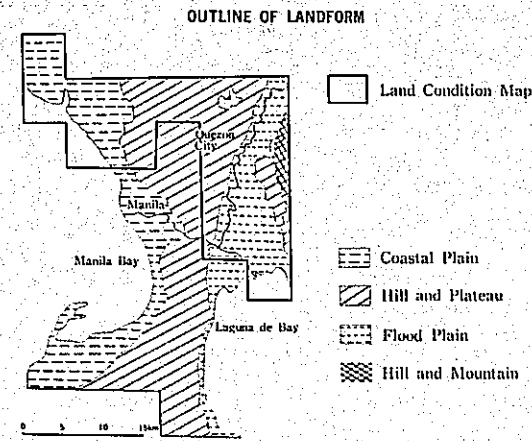 OUTLINE OF LANDFORM
Land Condition Map
Quezon
City
Manila
Manila Bay
Laguna de Bay
Coastal Plain
Hill and Plateau
Flood Plain
Hill and Mountain
0 5 10 15km